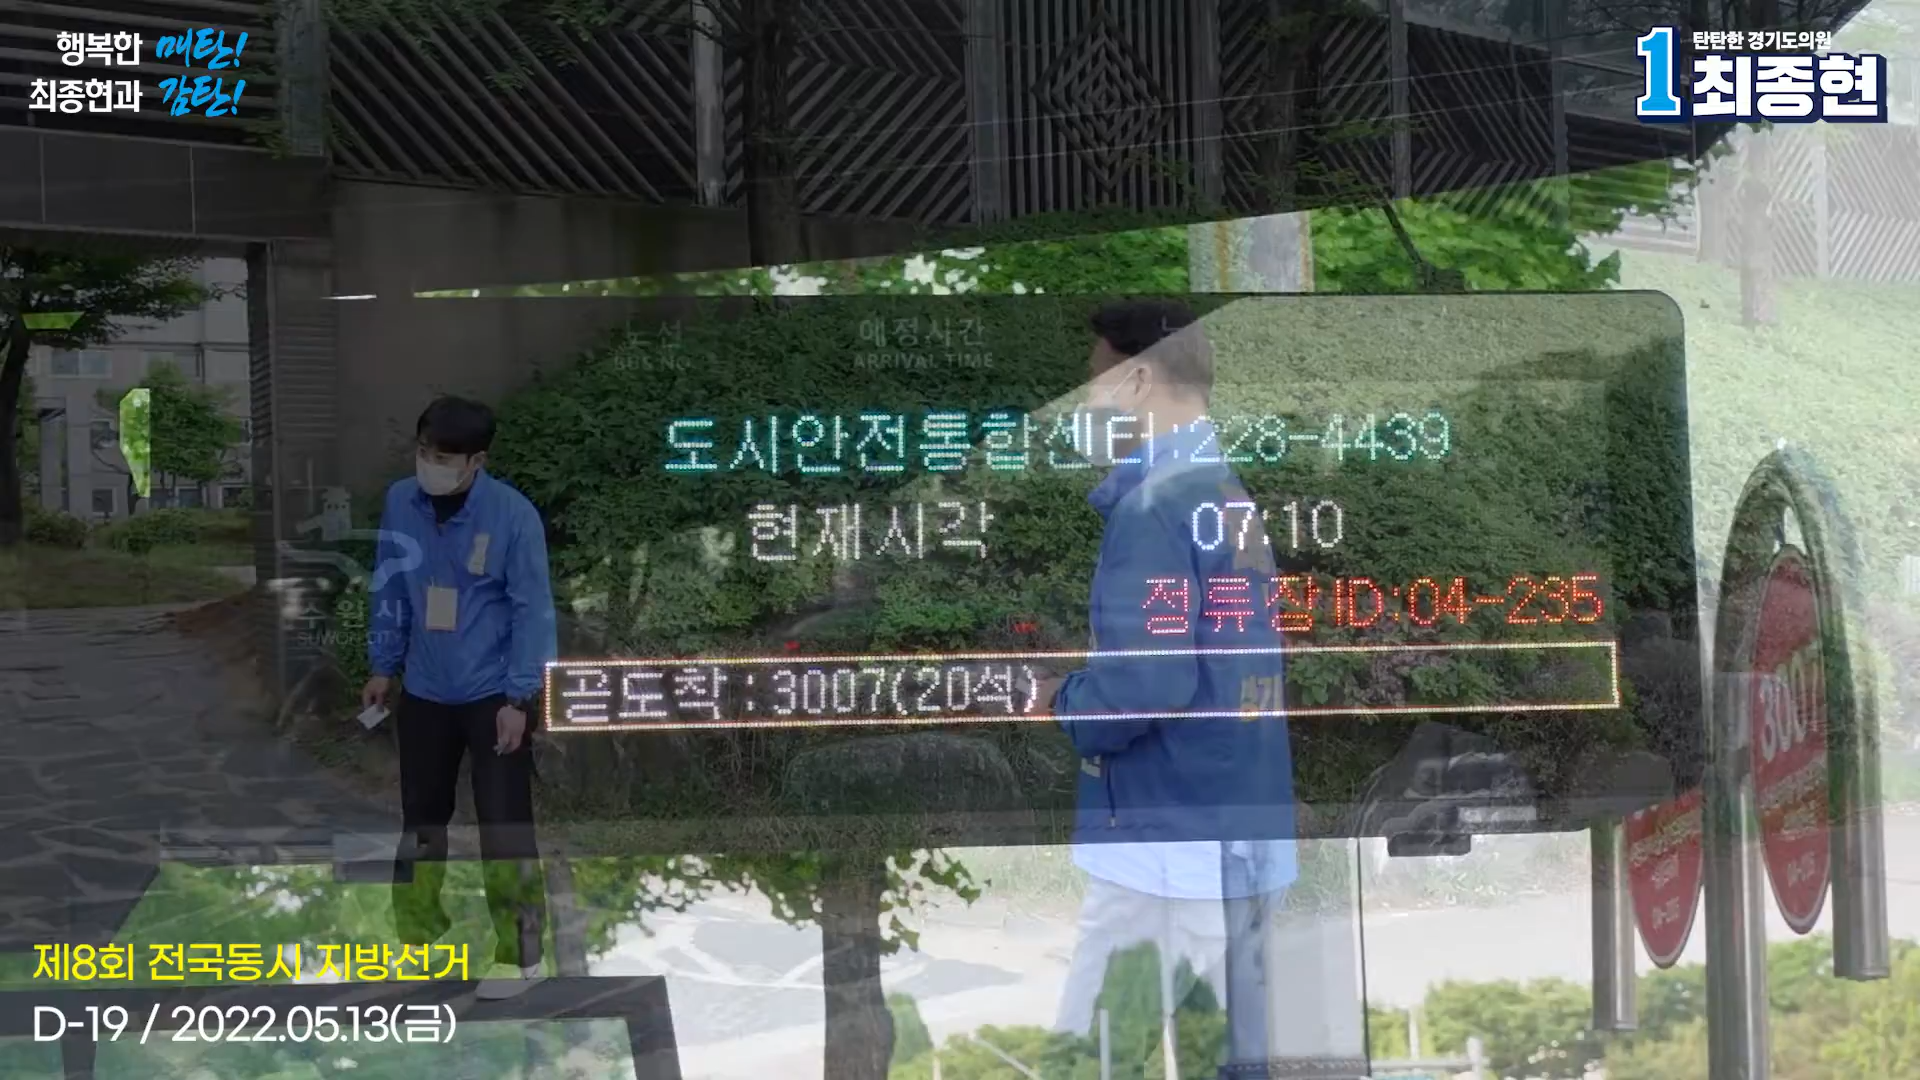 행복한 매탄!
최종현과 감탄!
1 탄탄한 경기도의원
최종현
노선
BUS NO.
예정시간
ARRIVAL TIME
도시안전통합센터:228-4439
현재시각 07:10
정류장ID:04-235
수원시
SUWON CITY
곧도착:3007(20석)
3007
04-235
제8회 전국동시 지방선거
D-19 / 2022.05.13(금)